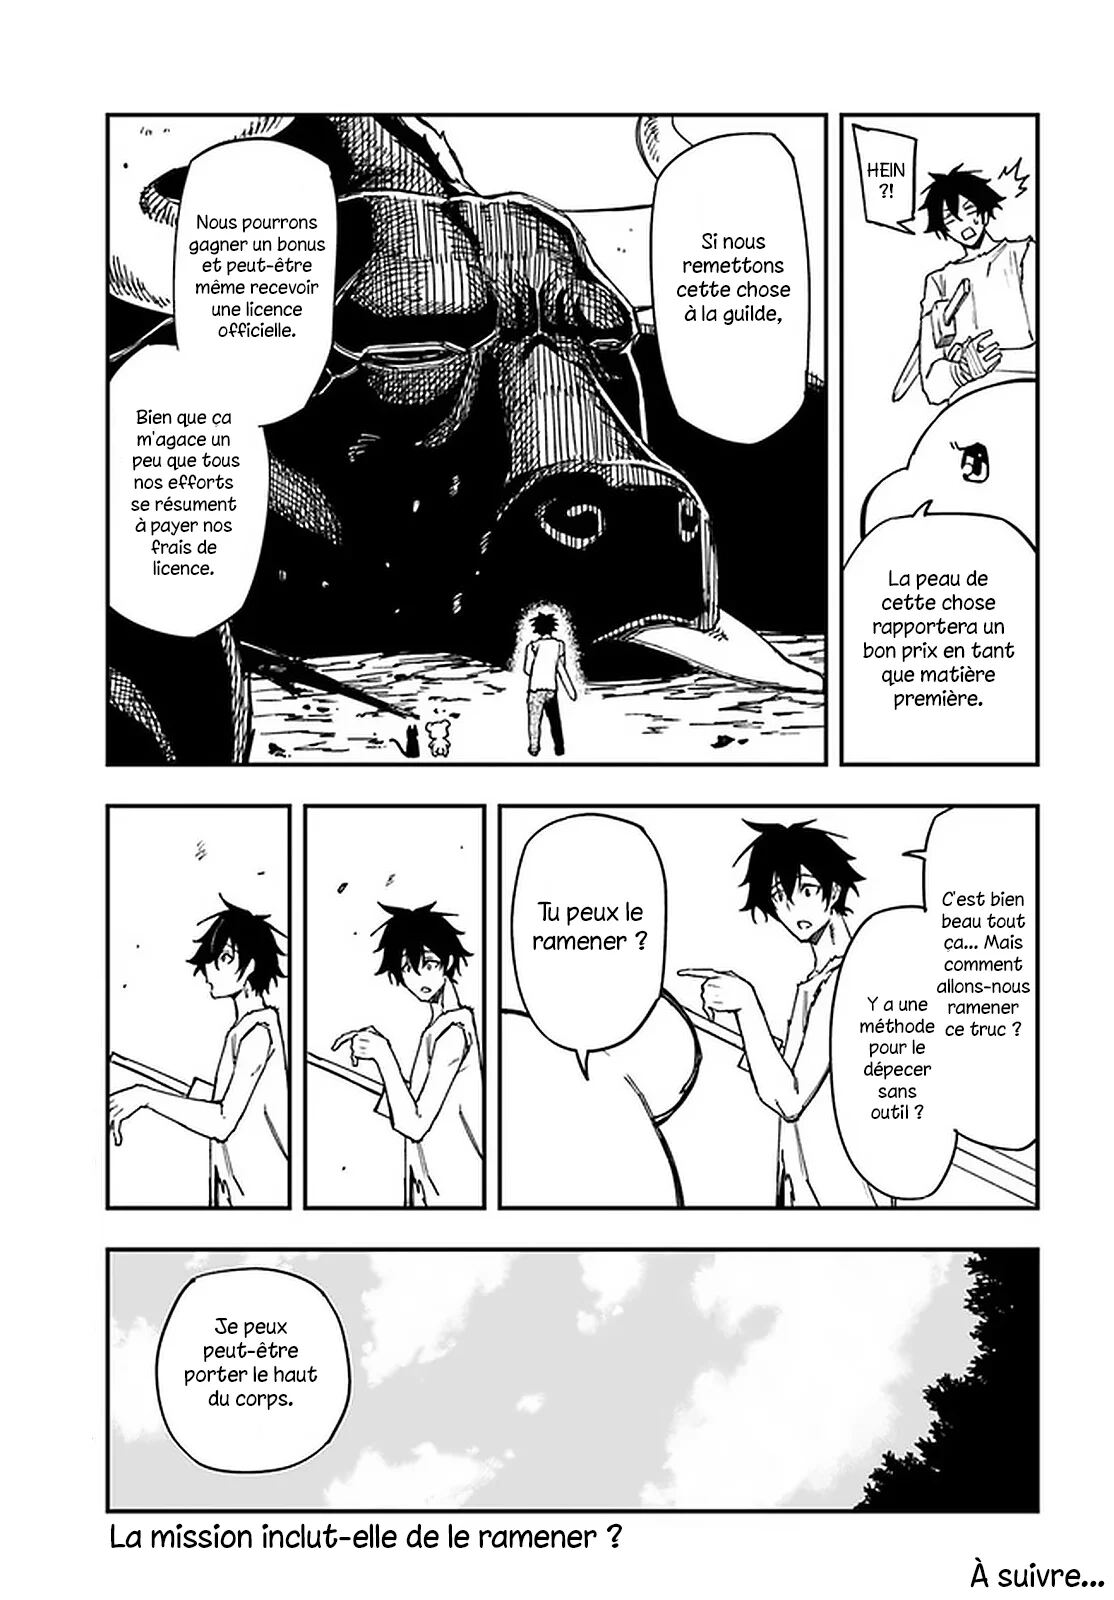 HEIN
?!
La peau de
cette chose
rapportera un
bon prix en tant
que matière
première.
Si nous
remettons
cette chose
à la guilde,
Nous pourrons
gagner un bonus
et peut-être
même recevoir
une licence
officielle.
Bien que ça
m'agace un
peu que tous
nos efforts
se résument
à payer nos
frais de
licence.
C'est bien
beau tout
ça... Mais
comment
allons-nous
ramener
ce truc ?
Y a une
méthode
pour le
dépecer
sans
outil ?
Tu peux le
ramener ?
Je peux
peut-être
porter le haut
du corps.
La mission inclut-elle de le ramener ?
À suivre...